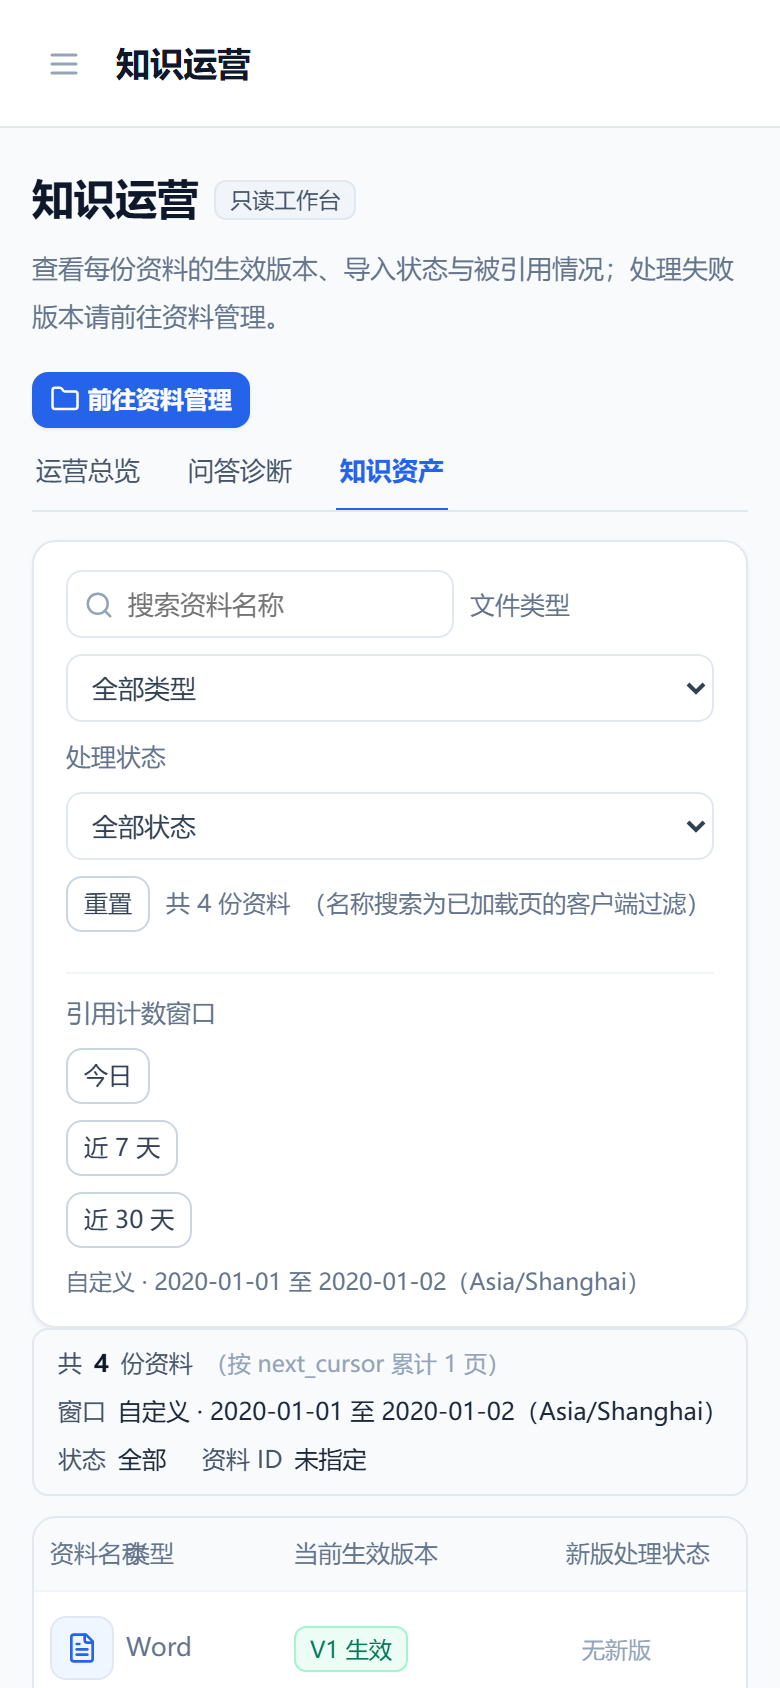 知识运营
知识运营 只读工作台
查看每份资料的生效版本、导入状态与被引用情况；处理失败
版本请前往资料管理。
前往资料管理
运营总览 问答诊断 知识资产
搜索资料名称 文件类型
全部类型
处理状态
全部状态
重置 共 4 份资料 （名称搜索为已加载页的客户端过滤）
引用计数窗口
今日
近 7 天
近 30 天
自定义 · 2020-01-01 至 2020-01-02（Asia/Shanghai）
共 4 份资料 （按 next_cursor 累计 1 页）
窗口 自定义 · 2020-01-01 至 2020-01-02（Asia/Shanghai）
状态 全部 资料 ID 未指定
资料名称 类型 当前生效版本 新版处理状态
Word V1 生效 无新版